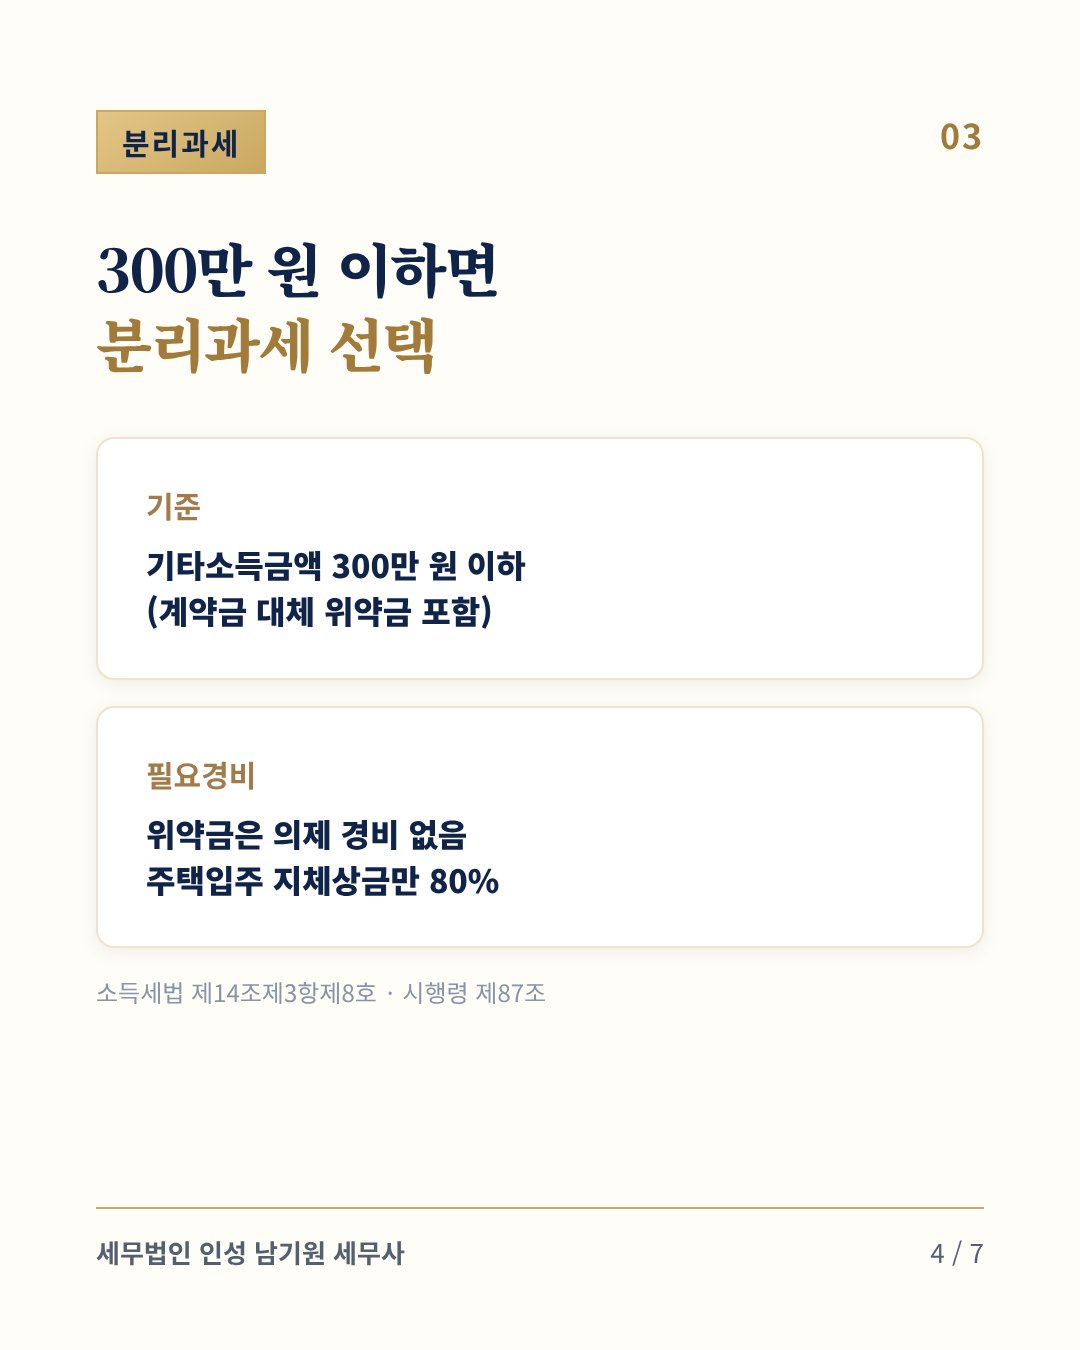 분리과세
03
300만 원 이하면
분리과세 선택
기준
기타소득금액 300만 원 이하
(계약금 대체 위약금 포함)
필요경비
위약금은 의제 경비 없음
주택입주 지체상금만 80%
소득세법 제14조제3항제8호 · 시행령 제87조
세무법인 인성 남기원 세무사
4 / 7